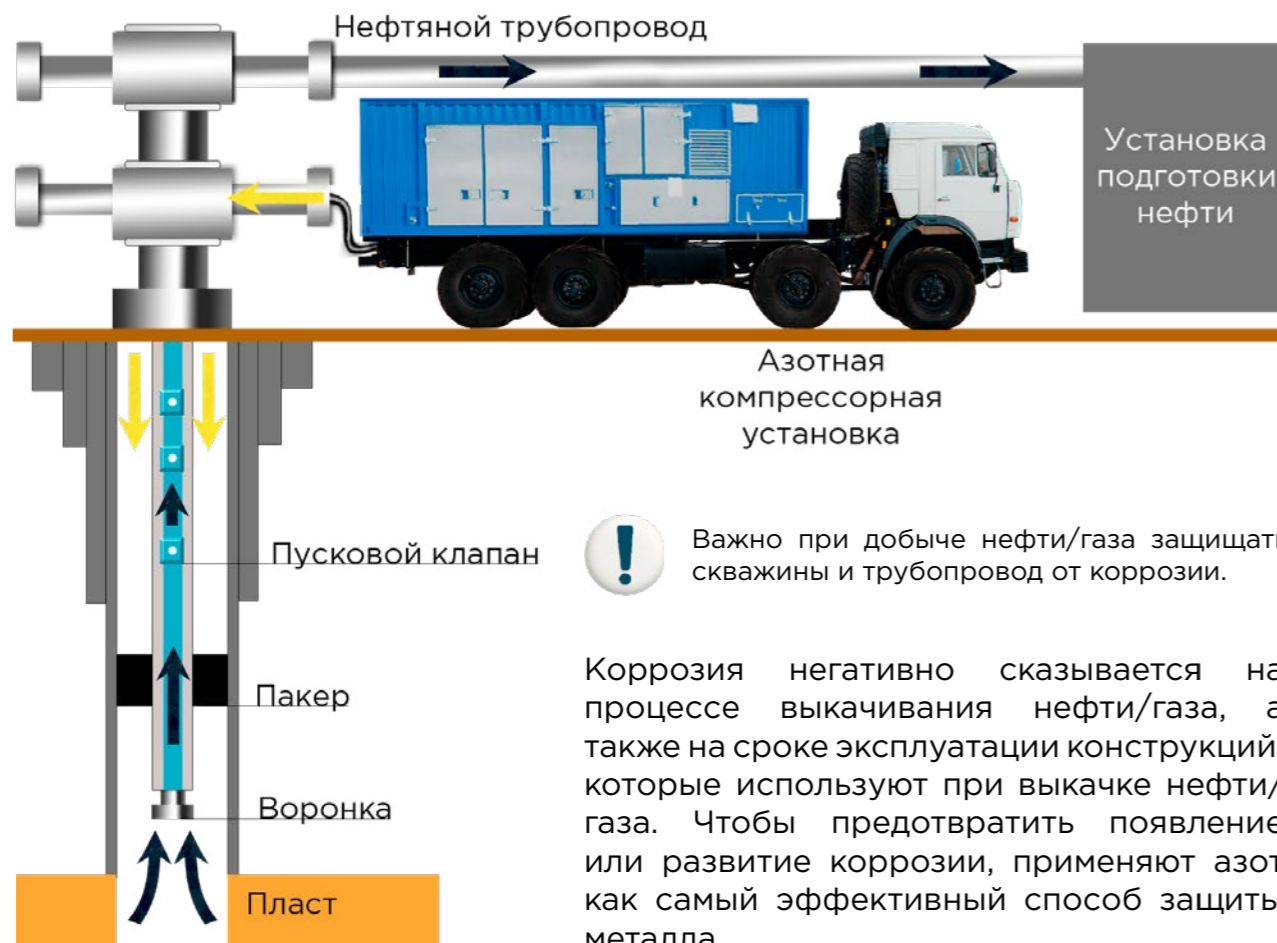 Нефтяной трубопровод
Установка
подготовки
нефти
Азотная
компрессорная
установка
Пусковой клапан
Важно при добыче нефти/газа защищать
скважины и трубопровод от коррозии.
Пакер
Коррозия негативно сказывается на
процессе выкачивания нефти/газа, а
также на сроке эксплуатации конструкций
которые используют при выкачке нефти/
газа. Чтобы предотвратить появление
или развитие коррозии, применяют азот
как самый эффективный способ защиты
металла
Воронка
Пласт